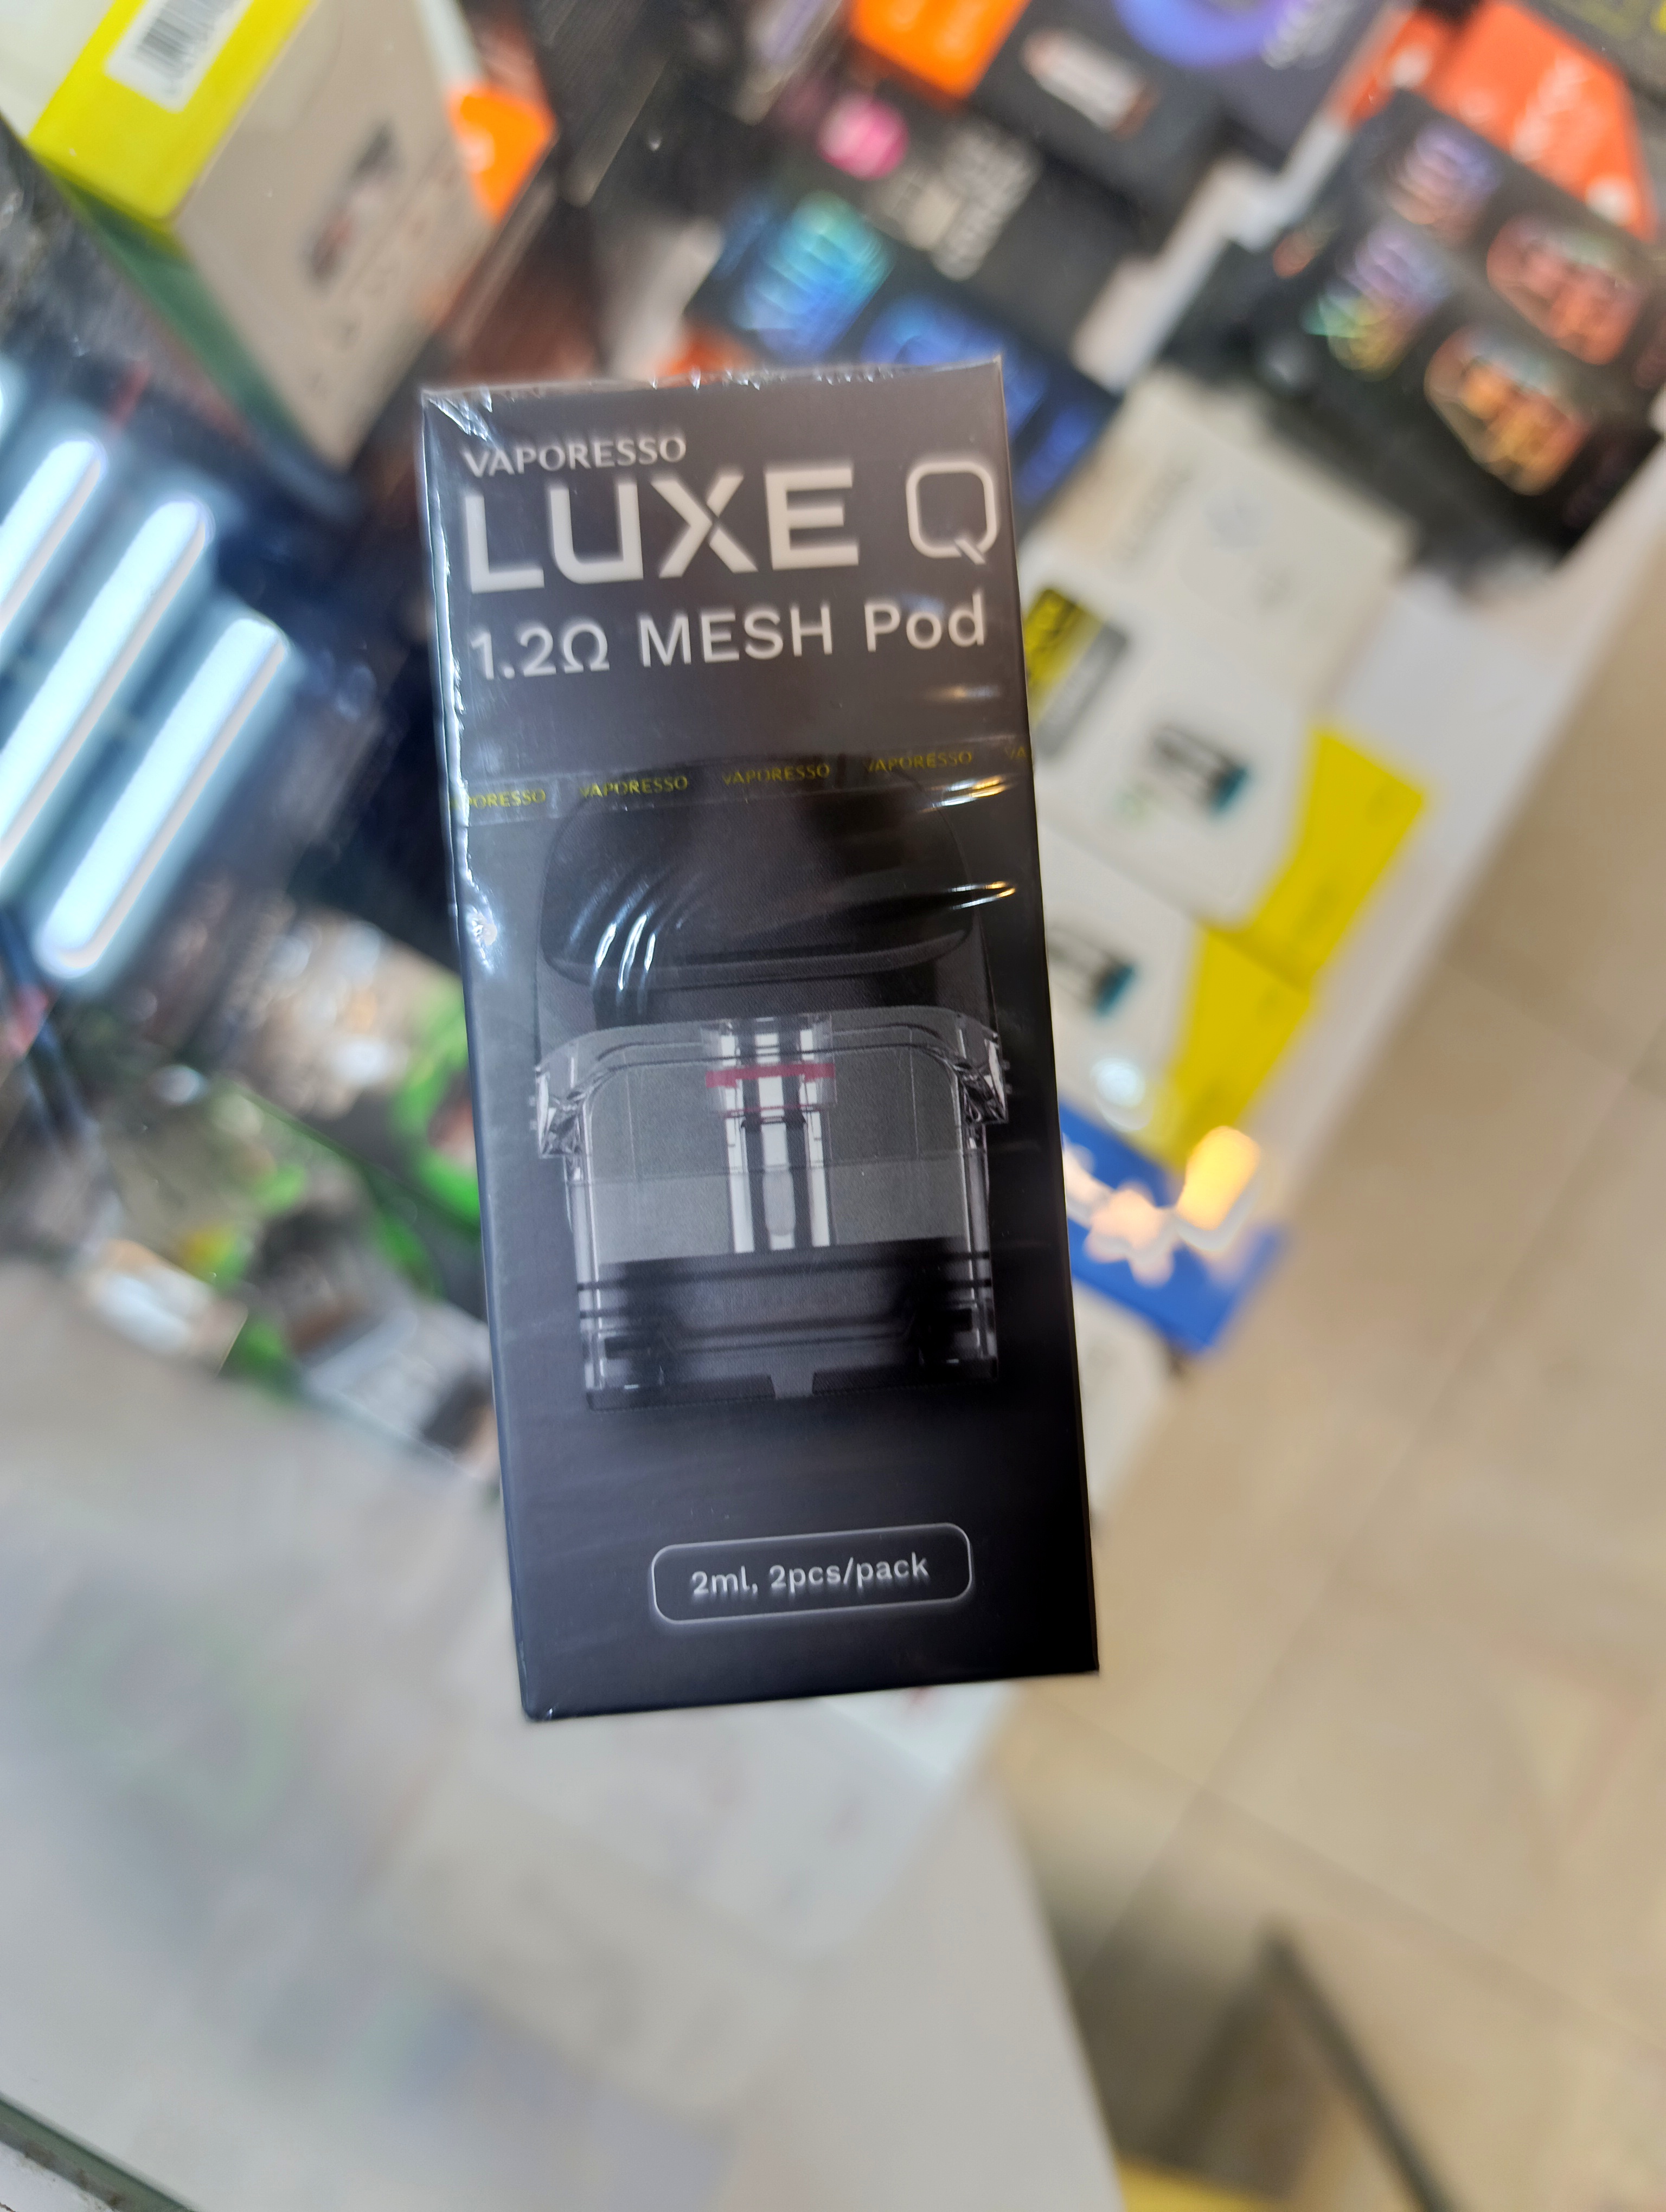 VAPORESSO
LUXE Q
1.2Ω MESH Pod
VAPORESSO VAPORESSO VAPORESSO
2ml, 2pcs/pack